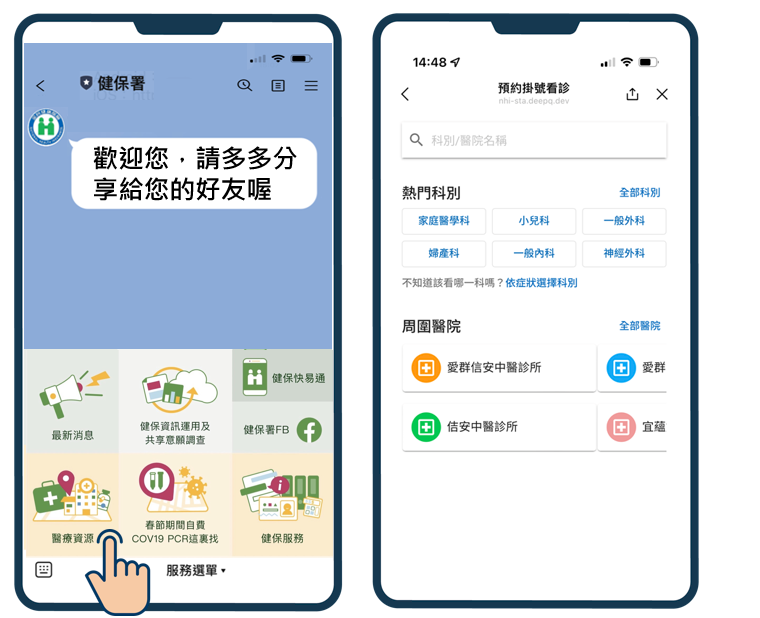 健保署
歡迎您，請多多分
享給您的好友喔
最新消息
健保資訊運用及
共享意願調查
健保快易通
健保署FB
醫療資源
春節期間自費
COV19 PCR這裏找
健保服務
服務選單
14:48
預約掛號看診
nhi-sta.deepq.dev
科別/醫院名稱
熱門科別
全部科別
家庭醫學科
小兒科
一般外科
婦產科
一般內科
神經外科
不知道該看哪一科嗎？依症狀選擇科別
周圍醫院
全部醫院
愛群信安中醫診所
愛群
佶安中醫診所
宜蘊